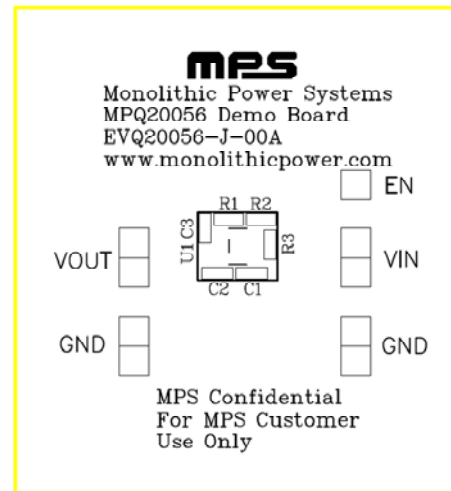 MPS
Monolithic Power Systems
MPQ20056 Demo Board
EVQ20056-J-00A
www.monolithicpower.com
EN
R1 R2
C3
U1
R3
VOUT
VIN
C2 C1
GND
GND
MPS Confidential
For MPS Customer
Use Only